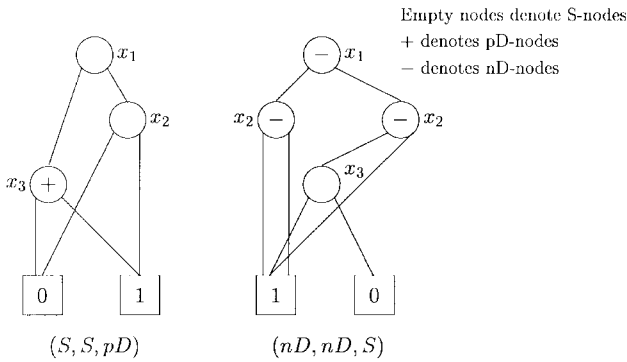 Empty nodes denote S-nodes
+ denotes pD-nodes
− denotes nD-nodes
x₁
x₂
x₃ +
0 1
(S, S, pD)
− x₁
x₂ − − x₂
x₃
1 0
(nD, nD, S)